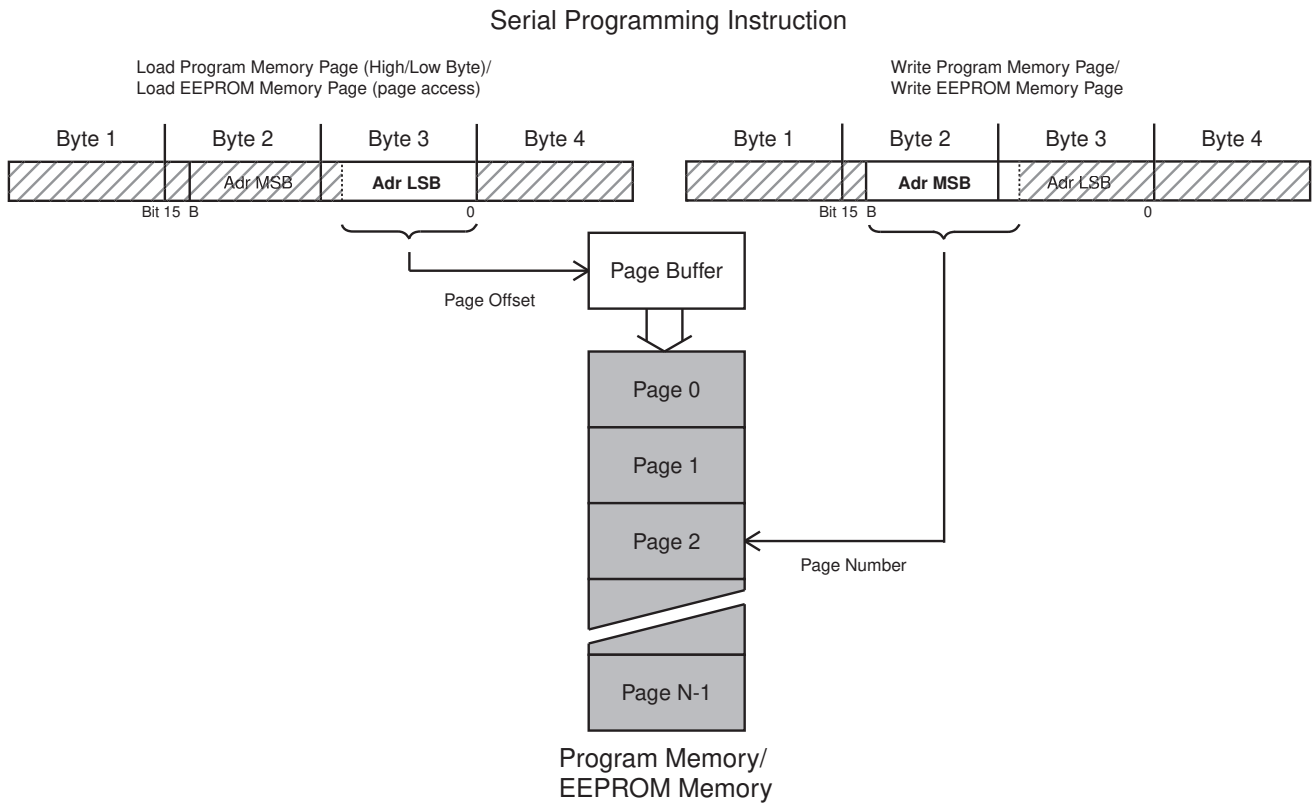 Serial Programming Instruction
Load Program Memory Page (High/Low Byte)/
Load EEPROM Memory Page (page access)
Write Program Memory Page/
Write EEPROM Memory Page
Byte 1 Byte 2 Byte 3 Byte 4
Byte 1 Byte 2 Byte 3 Byte 4
Adr MSB Adr LSB
Adr MSB Adr LSB
Bit 15 B 0
Bit 15 B 0
Page Buffer
Page Offset
Page 0
Page 1
Page 2
Page Number
Page N-1
Program Memory/
EEPROM Memory